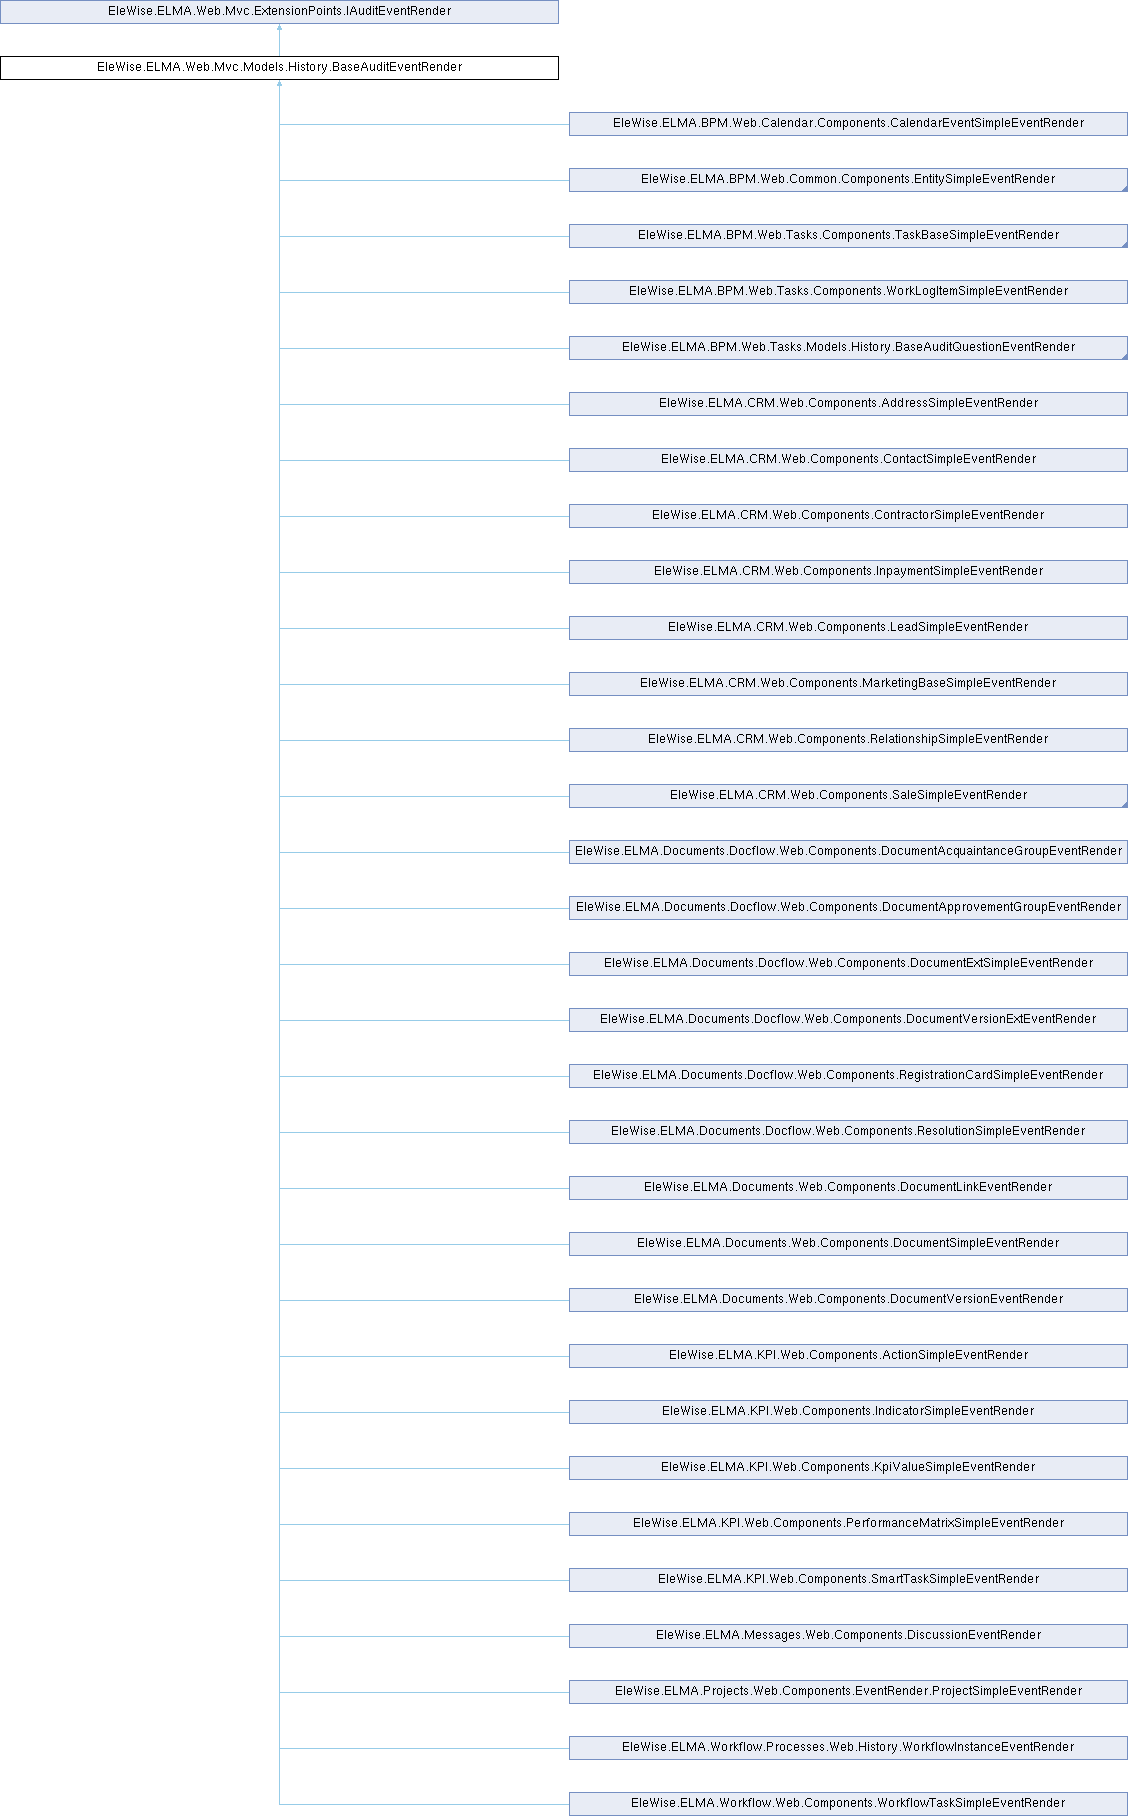 EleWise.ELMA.Web.Mvc.ExtensionPoints.IAuditEventRender
EleWise.ELMA.Web.Mvc.Models.History.BaseAuditEventRender
EleWise.ELMA.BPM.Web.Calendar.Components.CalendarEventSimpleEventRender
EleWise.ELMA.BPM.Web.Common.Components.EntitySimpleEventRender
EleWise.ELMA.BPM.Web.Tasks.Components.TaskBaseSimpleEventRender
EleWise.ELMA.BPM.Web.Tasks.Components.WorkLogItemSimpleEventRender
EleWise.ELMA.BPM.Web.Tasks.Models.History.BaseAuditQuestionEventRender
EleWise.ELMA.CRM.Web.Components.AddressSimpleEventRender
EleWise.ELMA.CRM.Web.Components.ContactSimpleEventRender
EleWise.ELMA.CRM.Web.Components.ContractorSimpleEventRender
EleWise.ELMA.CRM.Web.Components.InpaymentSimpleEventRender
EleWise.ELMA.CRM.Web.Components.LeadSimpleEventRender
EleWise.ELMA.CRM.Web.Components.MarketingBaseSimpleEventRender
EleWise.ELMA.CRM.Web.Components.RelationshipSimpleEventRender
EleWise.ELMA.CRM.Web.Components.SaleSimpleEventRender
EleWise.ELMA.Documents.Docflow.Web.Components.DocumentAcquaintanceGroupEventRender
EleWise.ELMA.Documents.Docflow.Web.Components.DocumentApprovementGroupEventRender
EleWise.ELMA.Documents.Docflow.Web.Components.DocumentExtSimpleEventRender
EleWise.ELMA.Documents.Docflow.Web.Components.DocumentVersionExtEventRender
EleWise.ELMA.Documents.Docflow.Web.Components.RegistrationCardSimpleEventRender
EleWise.ELMA.Documents.Docflow.Web.Components.ResolutionSimpleEventRender
EleWise.ELMA.Documents.Web.Components.DocumentLinkEventRender
EleWise.ELMA.Documents.Web.Components.DocumentSimpleEventRender
EleWise.ELMA.Documents.Web.Components.DocumentVersionEventRender
EleWise.ELMA.KPI.Web.Components.ActionSimpleEventRender
EleWise.ELMA.KPI.Web.Components.IndicatorSimpleEventRender
EleWise.ELMA.KPI.Web.Components.KpiValueSimpleEventRender
EleWise.ELMA.KPI.Web.Components.PerformanceMatrixSimpleEventRender
EleWise.ELMA.KPI.Web.Components.SmartTaskSimpleEventRender
EleWise.ELMA.Messages.Web.Components.DiscussionEventRender
EleWise.ELMA.Projects.Web.Components.EventRender.ProjectSimpleEventRender
EleWise.ELMA.Workflow.Processes.Web.History.WorkflowInstanceEventRender
EleWise.ELMA.Workflow.Web.Components.WorkflowTaskSimpleEventRender